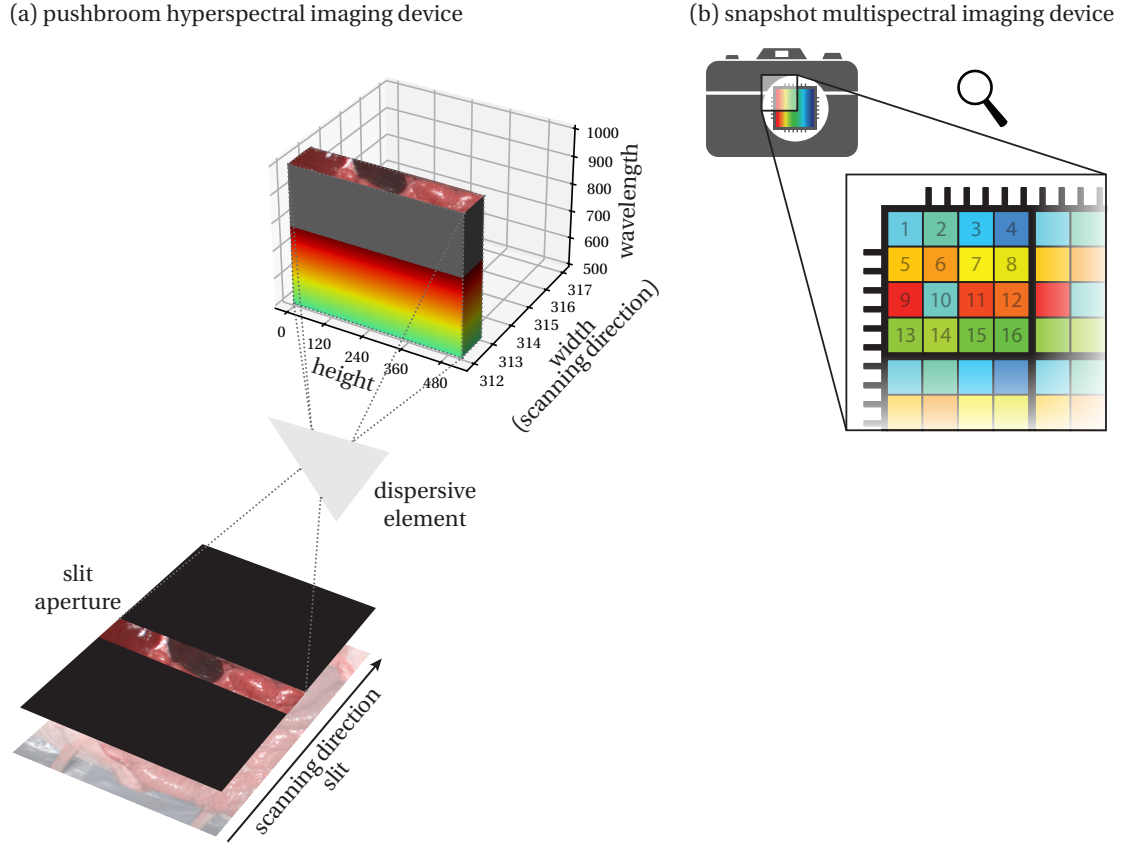 (a) pushbroom hyperspectral imaging device
(b) snapshot multispectral imaging device
1000
900
800
700
600
500
wavelength
317
316
315
314
313
312
width
(scanning direction)
0
120
240
360
480
height
dispersive
element
slit
aperture
scanning direction
slit
1 2 3 4
5 6 7 8
9 10 11 12
13 14 15 16